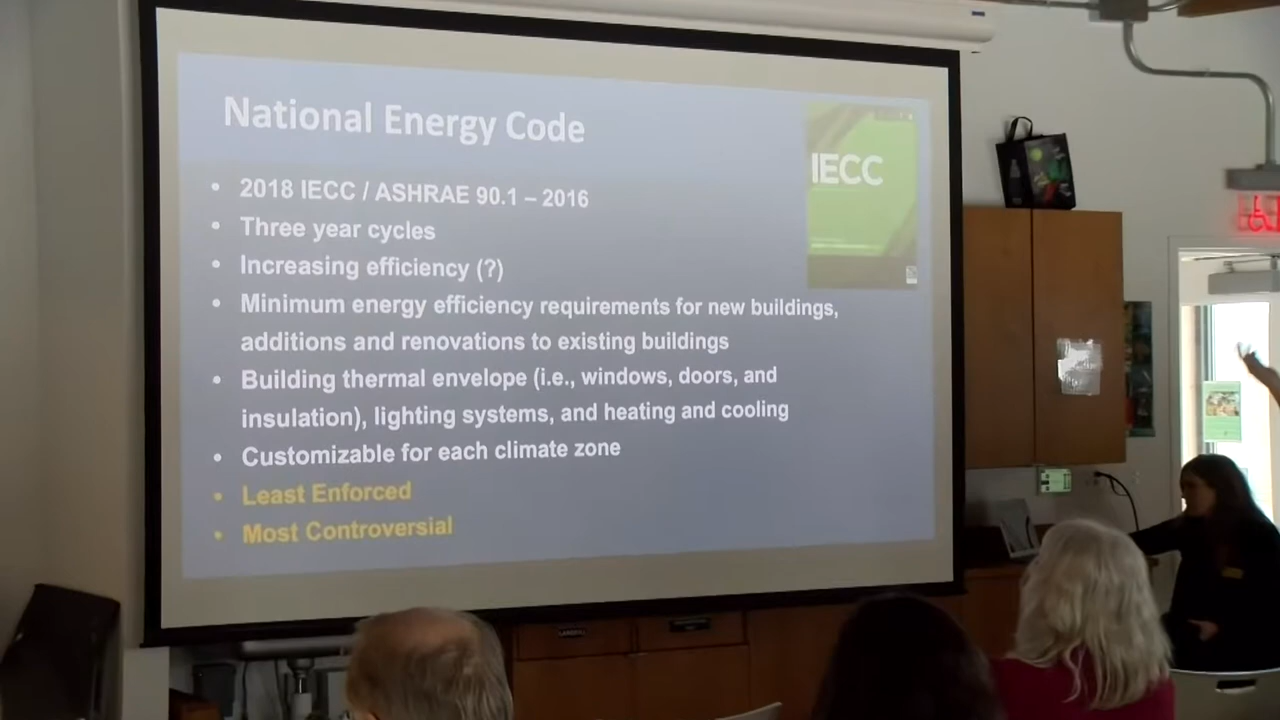 National Energy Code
IECC
• 2018 IECC / ASHRAE 90.1 – 2016
• Three year cycles
• Increasing efficiency (?)
• Minimum energy efficiency requirements for new buildings,
additions and renovations to existing buildings
• Building thermal envelope (i.e., windows, doors, and
insulation), lighting systems, and heating and cooling
• Customizable for each climate zone
• Least Enforced
• Most Controversial